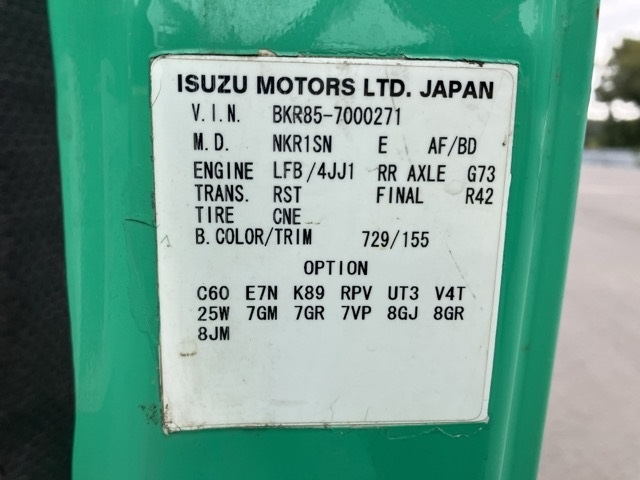 ISUZU MOTORS LTD. JAPAN
V.I.N. BKR85-7000271
M.D. NKR1SN E AF/BD
ENGINE LFB/4JJ1 RR AXLE G73
TRANS. RST FINAL R42
TIRE CNE
B.COLOR/TRIM 729/155
OPTION
C60 E7N K89 RPV UT3 V4T
25W 7GM 7GR 7VP 8GJ 8GR
8JM